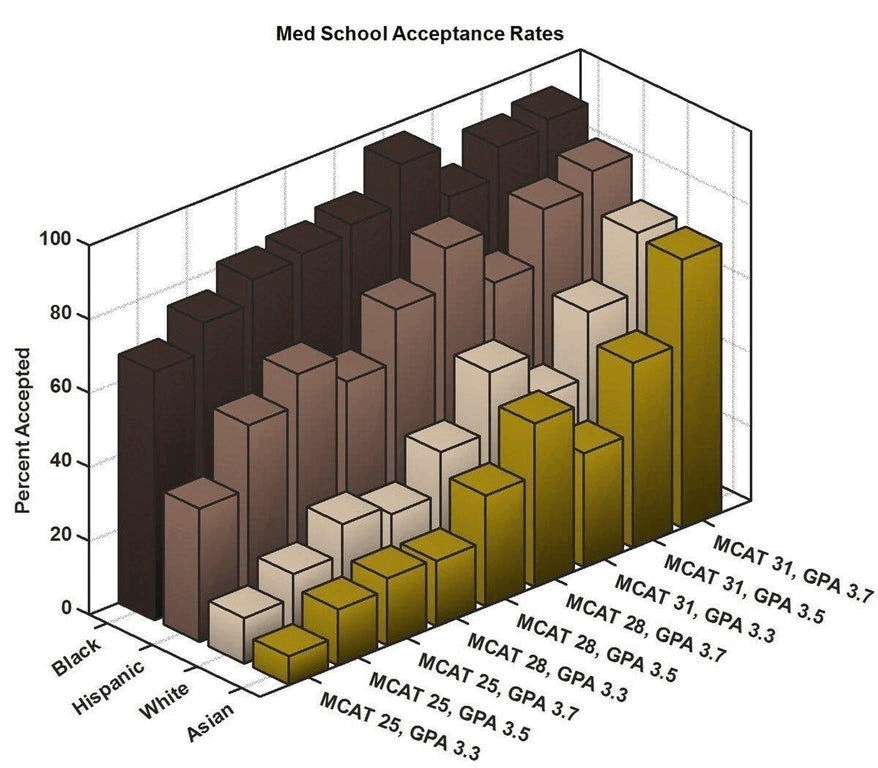 Med School Acceptance Rates
Percent Accepted
100
80
60
40
20
0
Black
Hispanic
White
Asian
MCAT 25, GPA 3.3
MCAT 25, GPA 3.5
MCAT 25, GPA 3.7
MCAT 28, GPA 3.3
MCAT 28, GPA 3.5
MCAT 28, GPA 3.7
MCAT 31, GPA 3.3
MCAT 31, GPA 3.5
MCAT 31, GPA 3.7